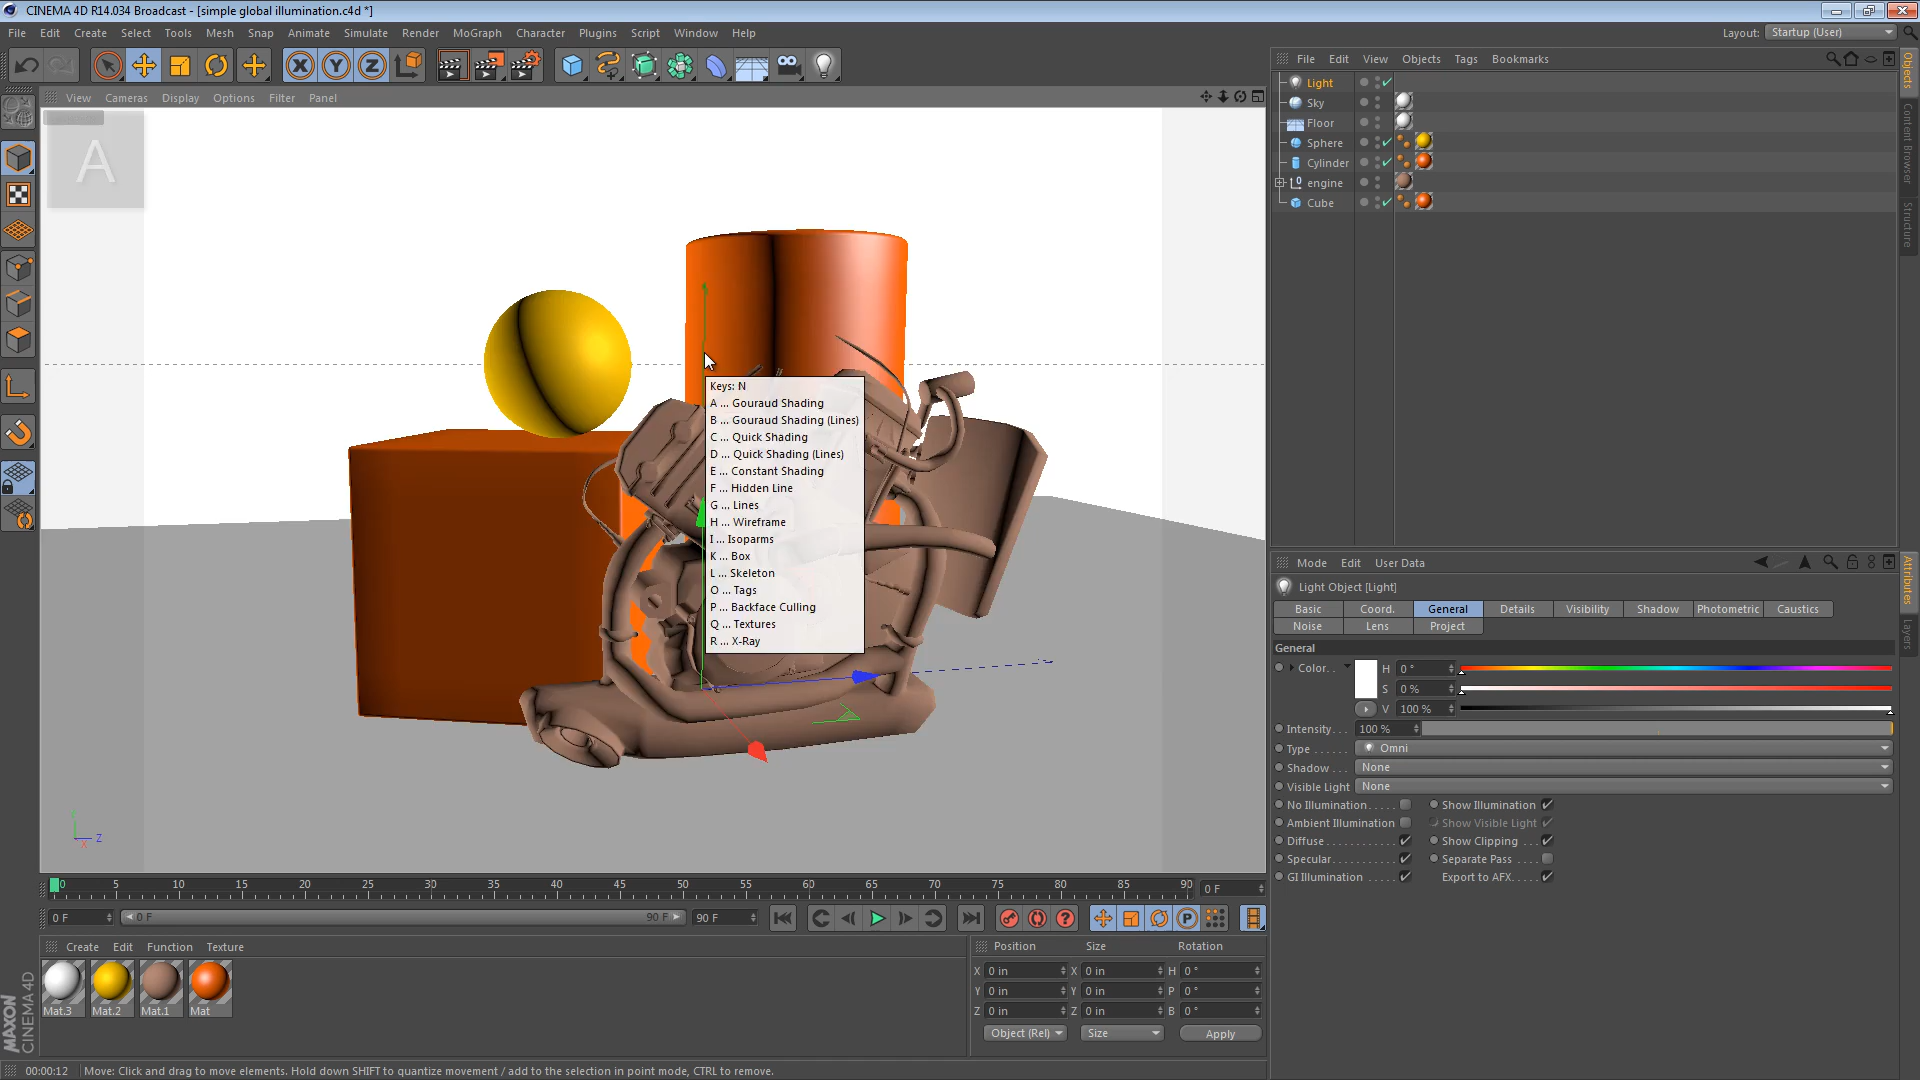 CINEMA 4D R14.034 Broadcast - [simple global illumination.c4d *]
File Edit Create Select Tools Mesh Snap Animate Simulate Render MoGraph Character Plugins Script Window Help
Layout: Startup (User)
File Edit View Objects Tags Bookmarks
View Cameras Display Options Filter Panel
A
Light
Sky
Floor
Sphere
Cylinder
engine
Cube
Objects
Content Browser
Structure
Keys: N
A ... Gouraud Shading
B ... Gouraud Shading (Lines)
C ... Quick Shading
D ... Quick Shading (Lines)
E ... Constant Shading
F ... Hidden Line
G ... Lines
H ... Wireframe
I ... Isoparms
K ... Box
L ... Skeleton
O ... Tags
P ... Backface Culling
Q ... Textures
R ... X-Ray
Y
Z
X
Mode Edit User Data
Attributes
Layers
Light Object [Light]
Basic Coord. General Details Visibility Shadow Photometric Caustics
Noise Lens Project
General
Color. . H 0 °
S 0 %
V 100 %
Intensity. . . 100 %
Type . . . . . . Omni
Shadow . . . None
Visible Light None
No Illumination. . . . . Show Illumination
Ambient Illumination Show Visible Light
Diffuse . . . . . . . . . . . . Show Clipping . . . .
Specular. . . . . . . . . . . Separate Pass . . . .
GI Illumination . . . . . Export to AFX. . . . .
0 5 10 15 20 25 30 35 40 45 50 55 60 65 70 75 80 85 90 0 F
0 F 0 F 90 F 90 F
Create Edit Function Texture
Mat.3 Mat.2 Mat.1 Mat
Position Size Rotation
X 0 in X 0 in H 0 °
Y 0 in Y 0 in P 0 °
Z 0 in Z 0 in B 0 °
Object (Rel) Size Apply
MAXON
CINEMA 4D
00:00:12 Move: Click and drag to move elements. Hold down SHIFT to quantize movement / add to the selection in point mode, CTRL to remove.